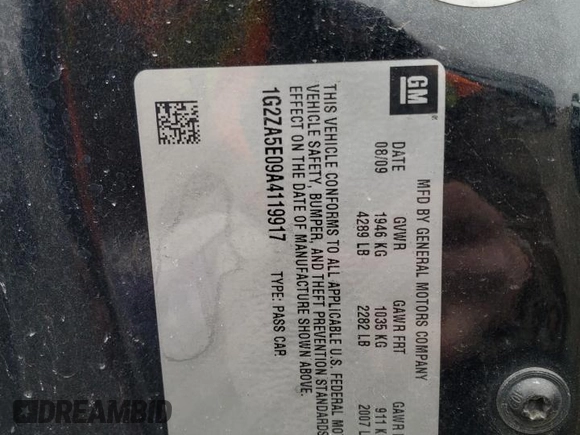 GM
MFD BY GENERAL MOTORS COMPANY
DATE GVWR GAWR FRT GAWR
08/09 1946 KG 1035 KG 911 K
4289 LB 2282 LB 2007 L
THIS VEHICLE CONFORMS TO ALL APPLICABLE U.S. FEDERAL MO
VEHICLE SAFETY, BUMPER, AND THEFT PREVENTION STANDARDS
EFFECT ON THE DATE OF MANUFACTURE SHOWN ABOVE.
1G2ZA5E09A4119917 TYPE: PASS CAR
DREAMBID